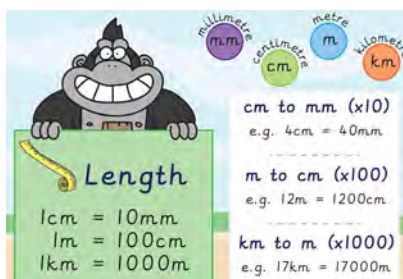 millimetre
mm
centimetre
cm
metre
m
kilometre
km
Length
1cm = 10mm
1m = 100cm
1km = 1000m
cm to mm (x10)
e.g. 4cm = 40mm
m to cm (x100)
e.g. 12m = 1200cm
km to m (x1000)
e.g. 17km = 17000m